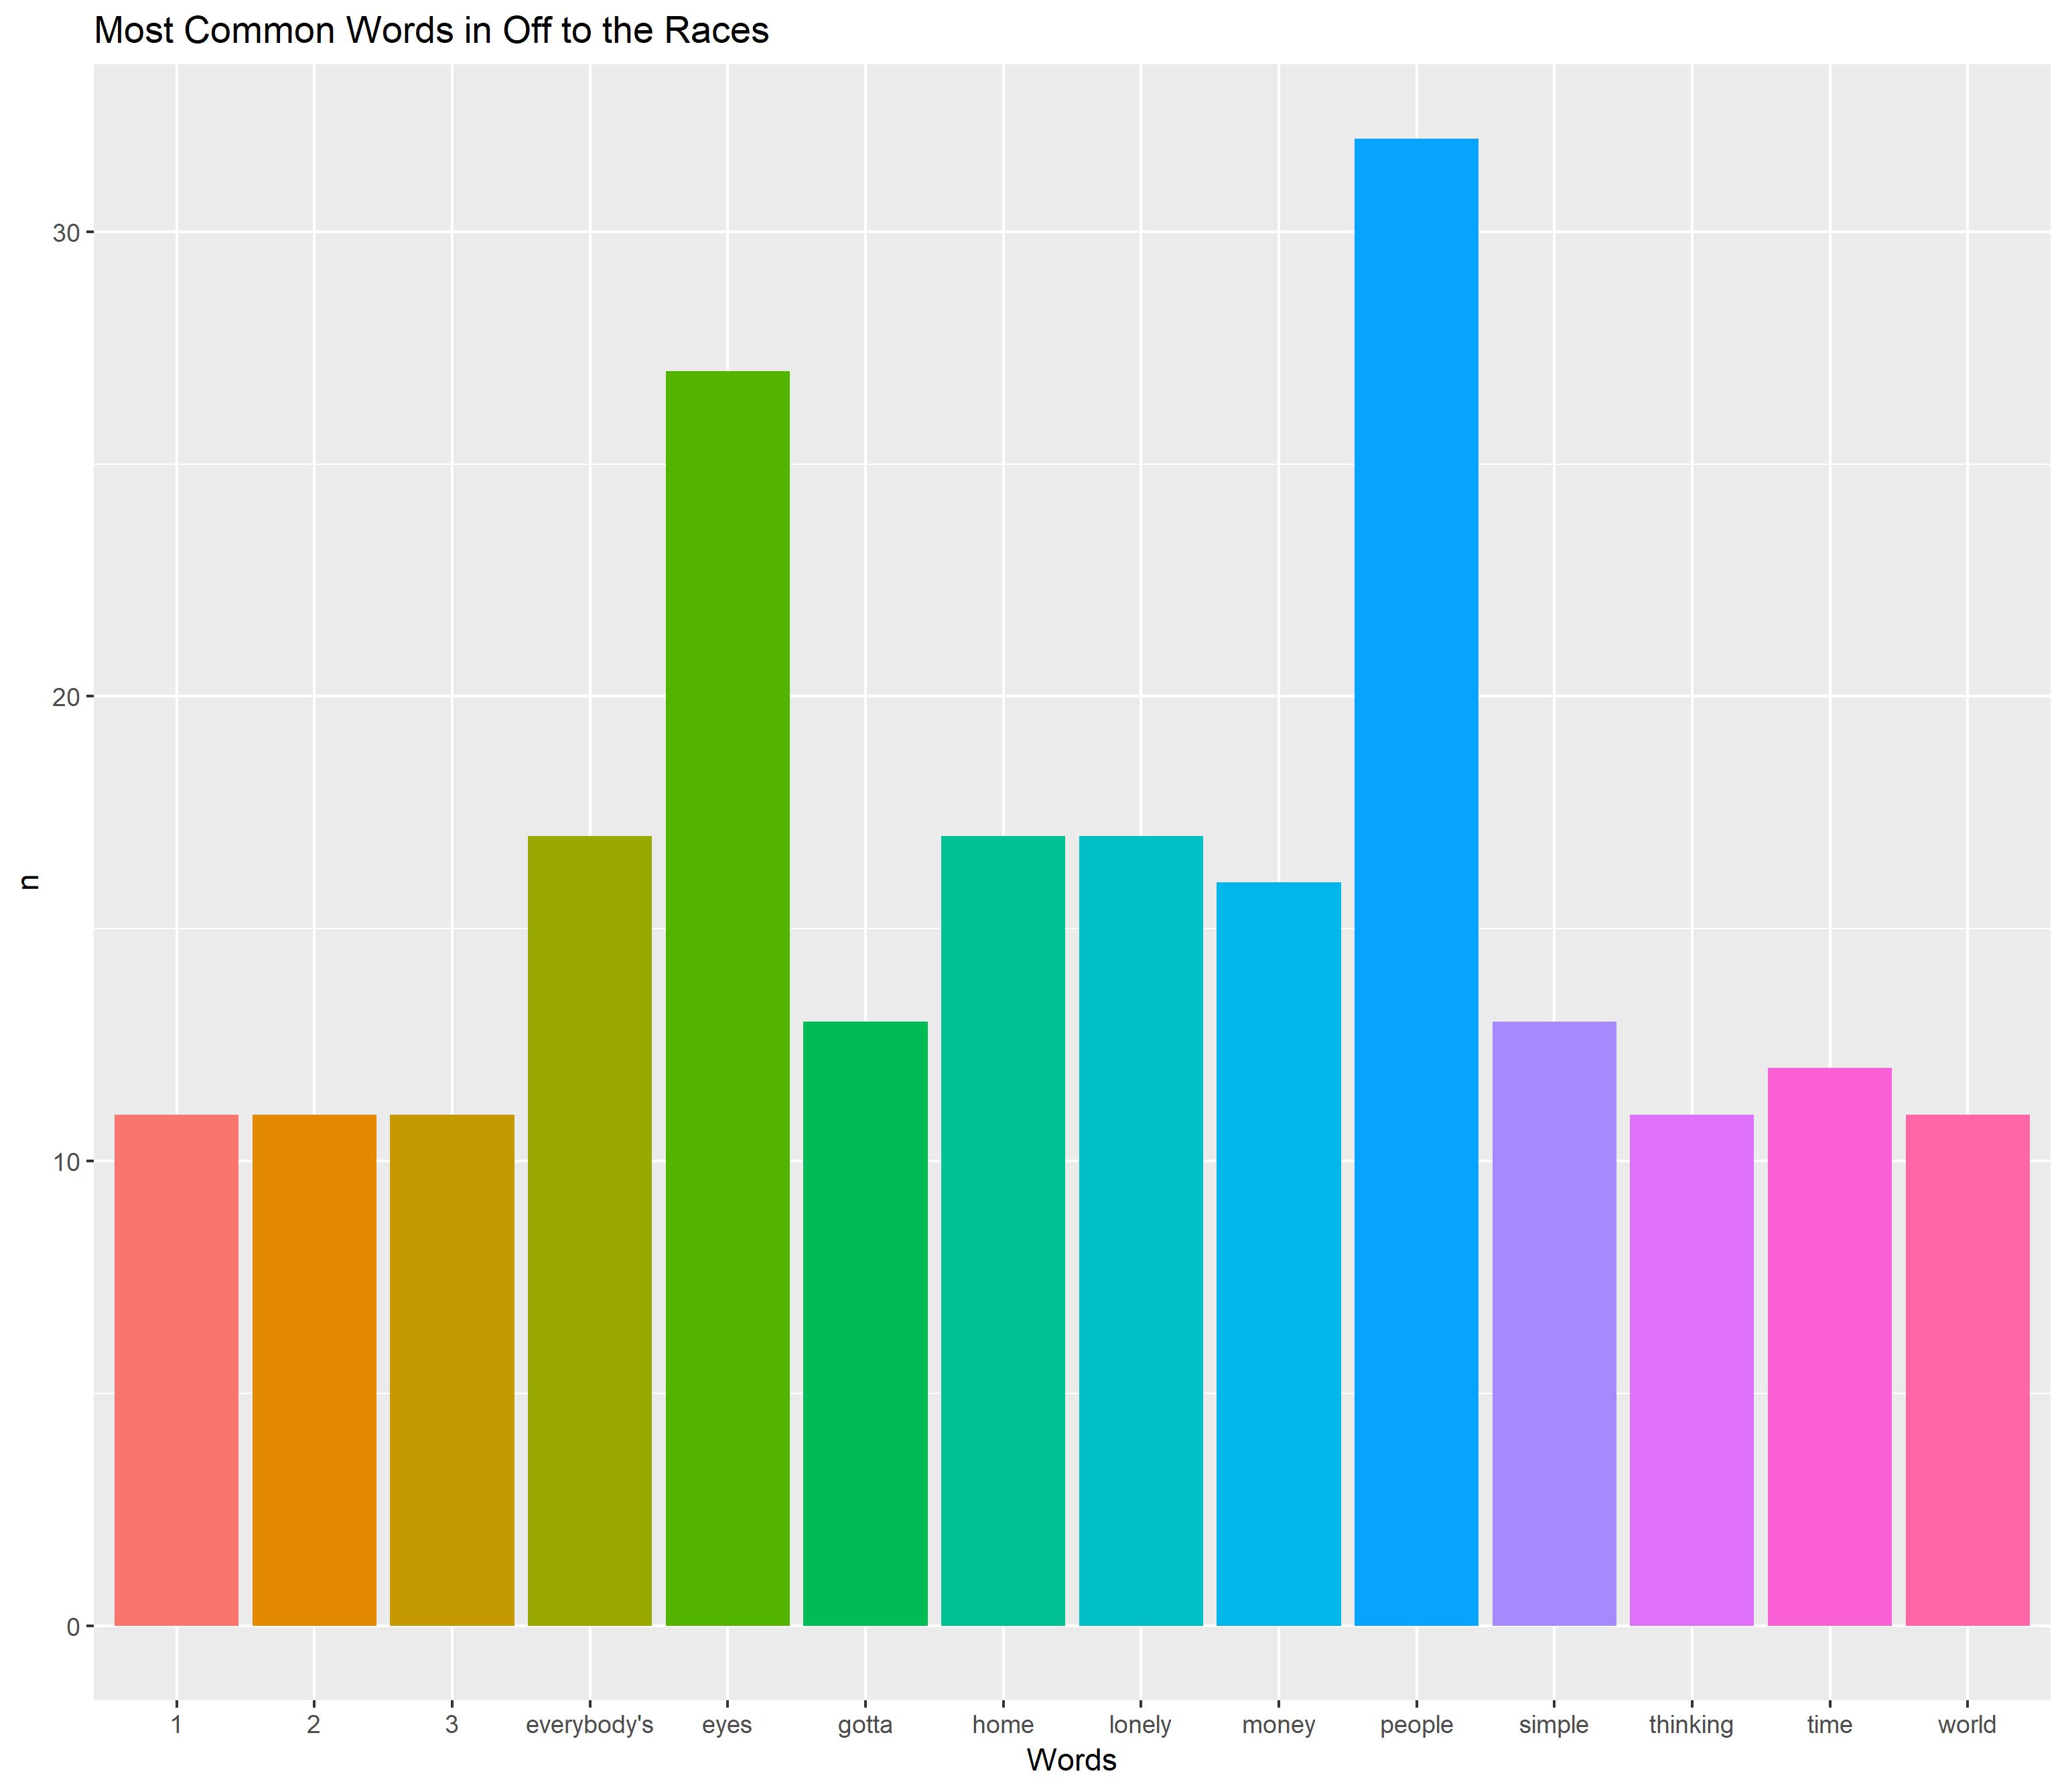 Most Common Words in Off to the Races
30
20
n
10
0
1 2 3 everybody's eyes gotta home lonely money people simple thinking time world
Words